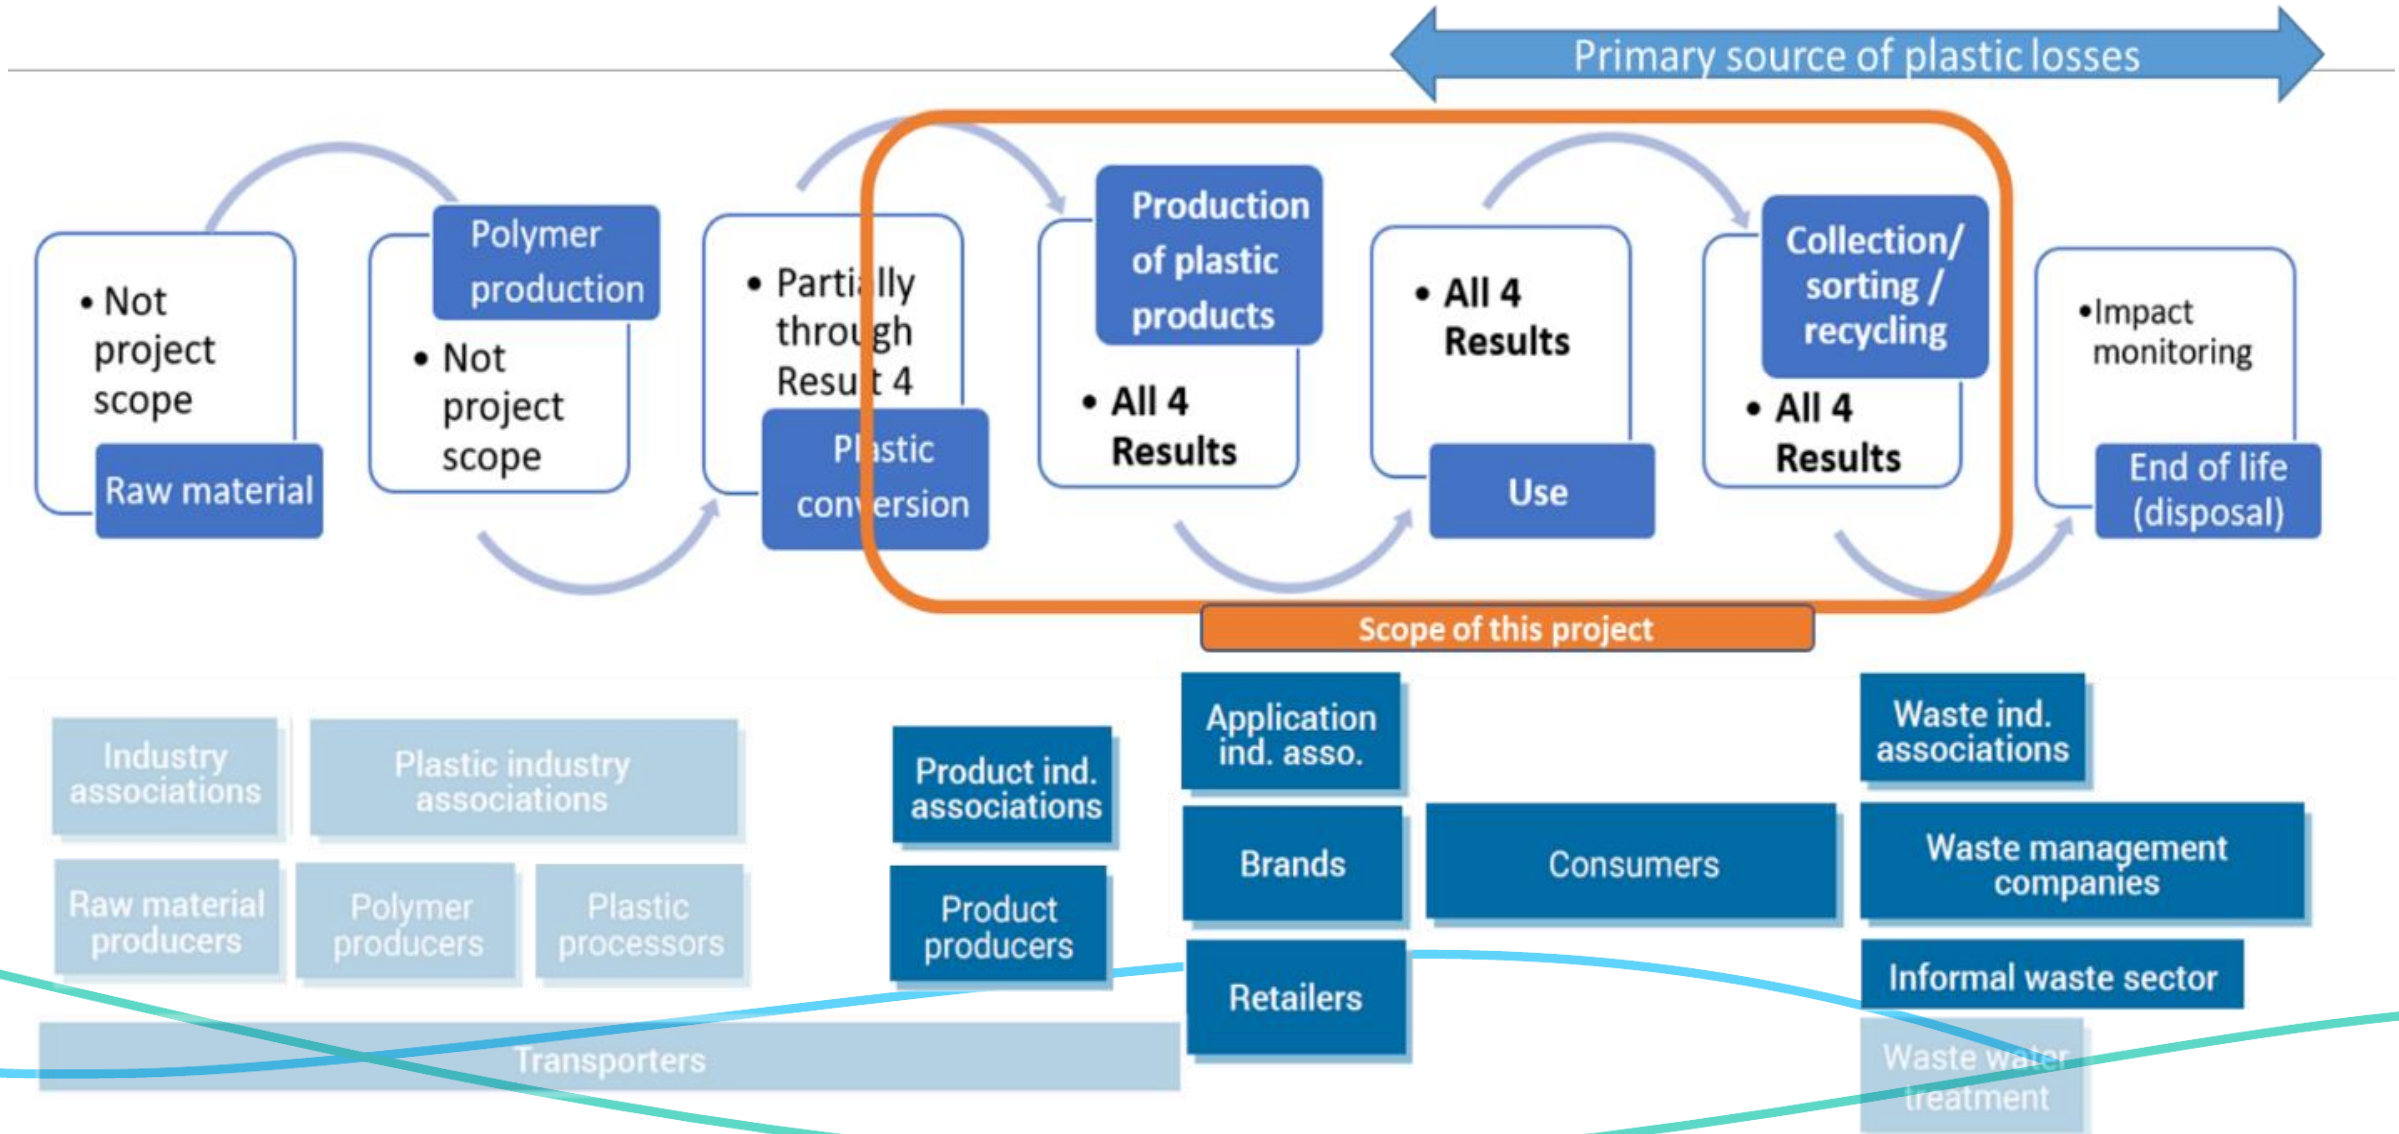 Primary source of plastic losses
• Not
project
scope
Raw material
Polymer
production
• Not
project
scope
• Partially
through
Result 4
Plastic
conversion
Production
of plastic
products
• All 4
Results
• All 4
Results
Use
Collection/
sorting /
recycling
• All 4
Results
•Impact
monitoring
End of life
(disposal)
Scope of this project
Industry
associations
Plastic industry
associations
Raw material
producers
Polymer
producers
Plastic
processors
Transporters
Product ind.
associations
Product
producers
Application
ind. asso.
Brands
Retailers
Consumers
Waste ind.
associations
Waste management
companies
Informal waste sector
Waste water
treatment